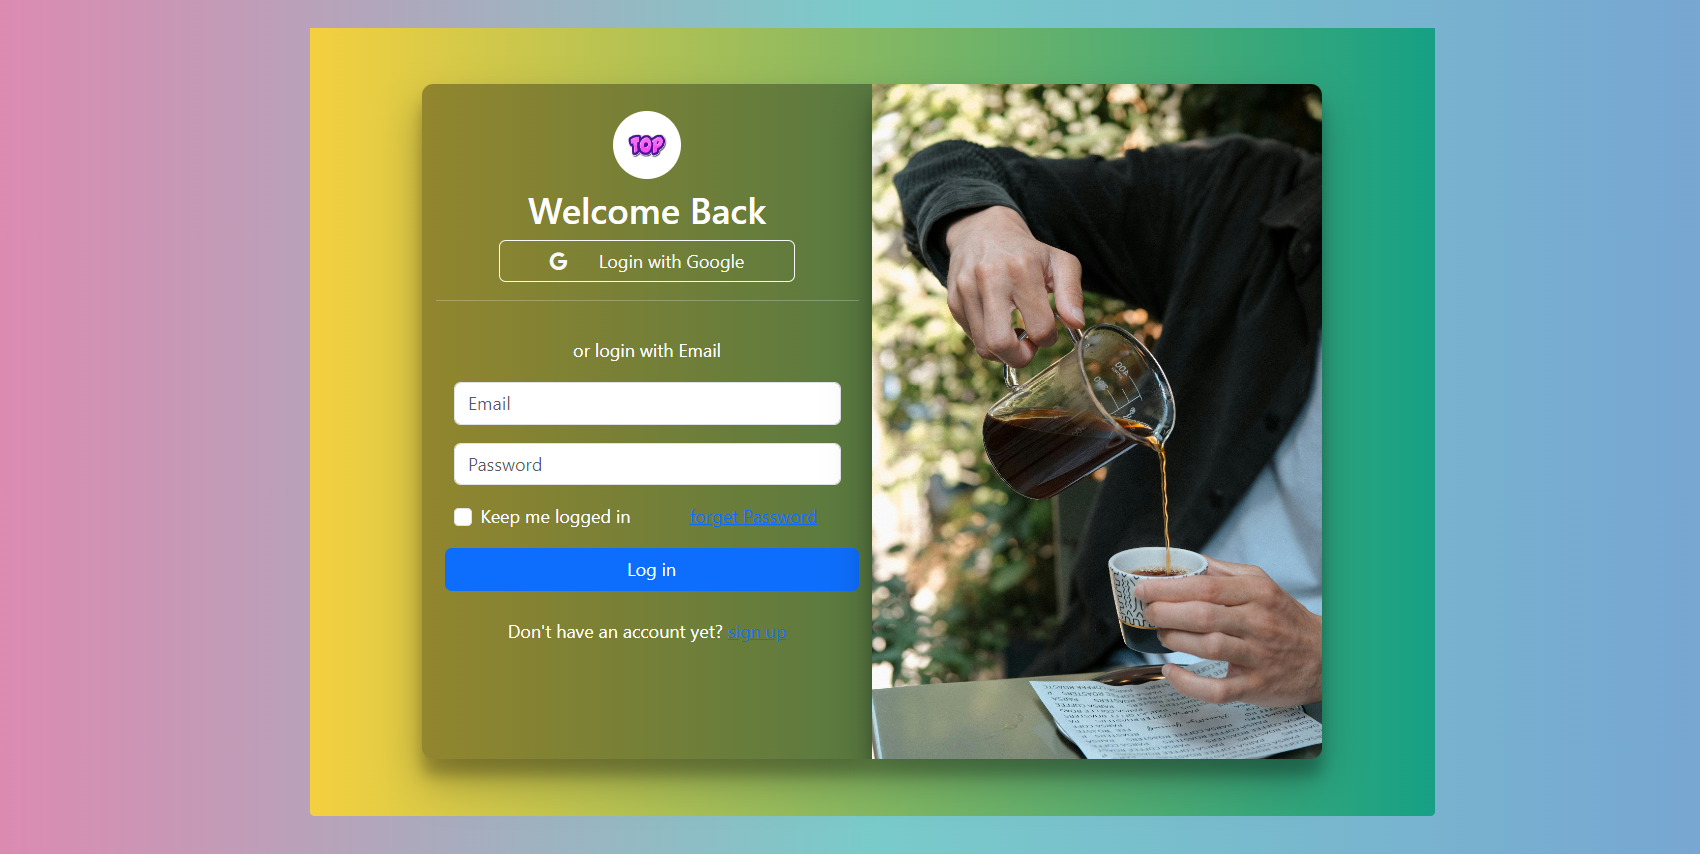 TOP
Welcome Back
Login with Google
or login with Email
Email
Password
Keep me logged in
forget Password
Log in
Don't have an account yet? sign up